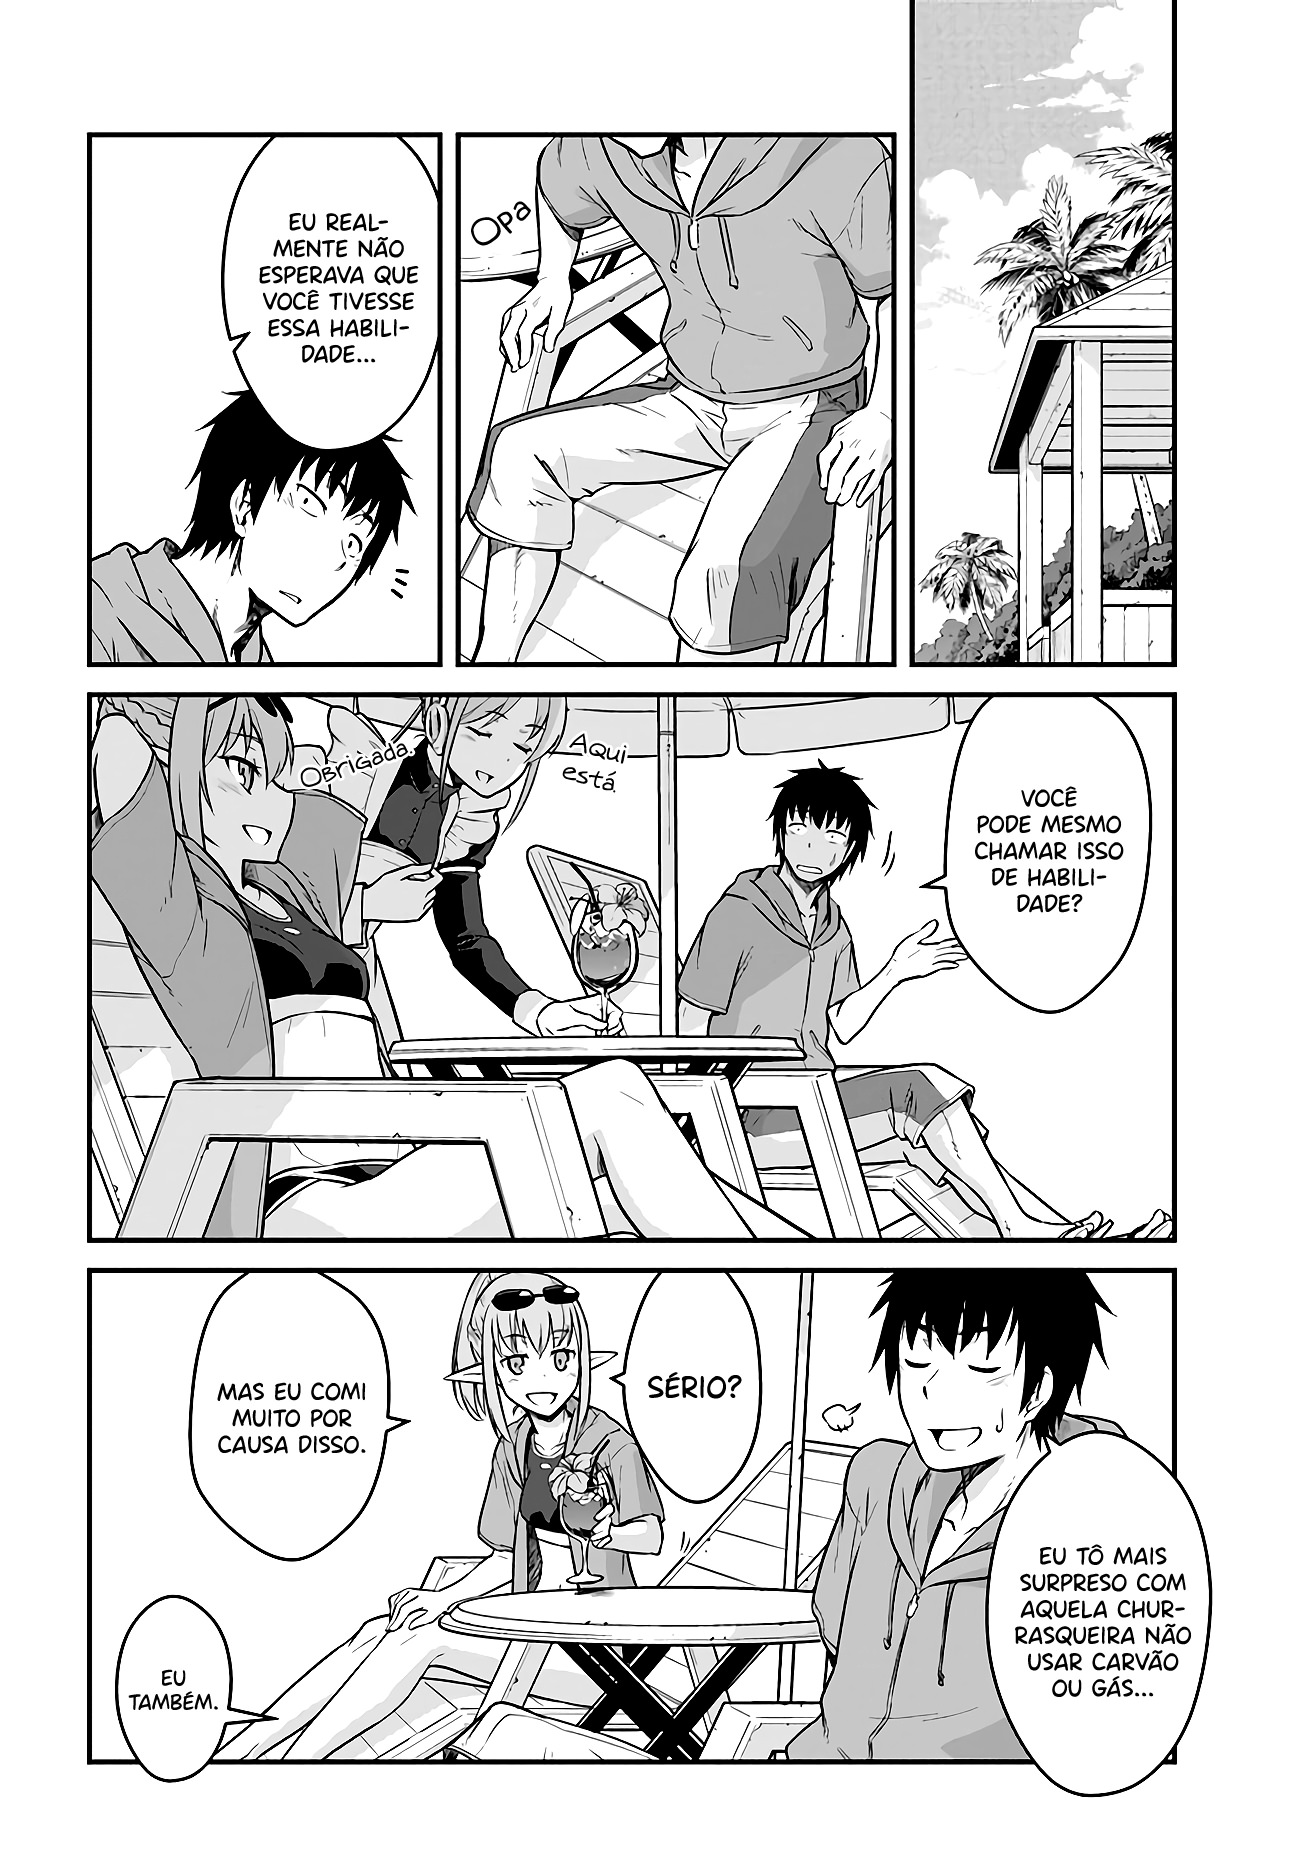 Opa
EU REAL-
MENTE NÃO
ESPERAVA QUE
VOCÊ TIVESSE
ESSA HABILI-
DADE...
VOCÊ
PODE MESMO
CHAMAR ISSO
DE HABILI-
DADE?
Aqui
está.
Obrigada.
EU TÔ MAIS
SURPRESO COM
AQUELA CHUR-
RASQUEIRA NÃO
USAR CARVÃO
OU GÁS...
SÉRIO?
MAS EU COMI
MUITO POR
CAUSA DISSO.
EU
TAMBÉM.